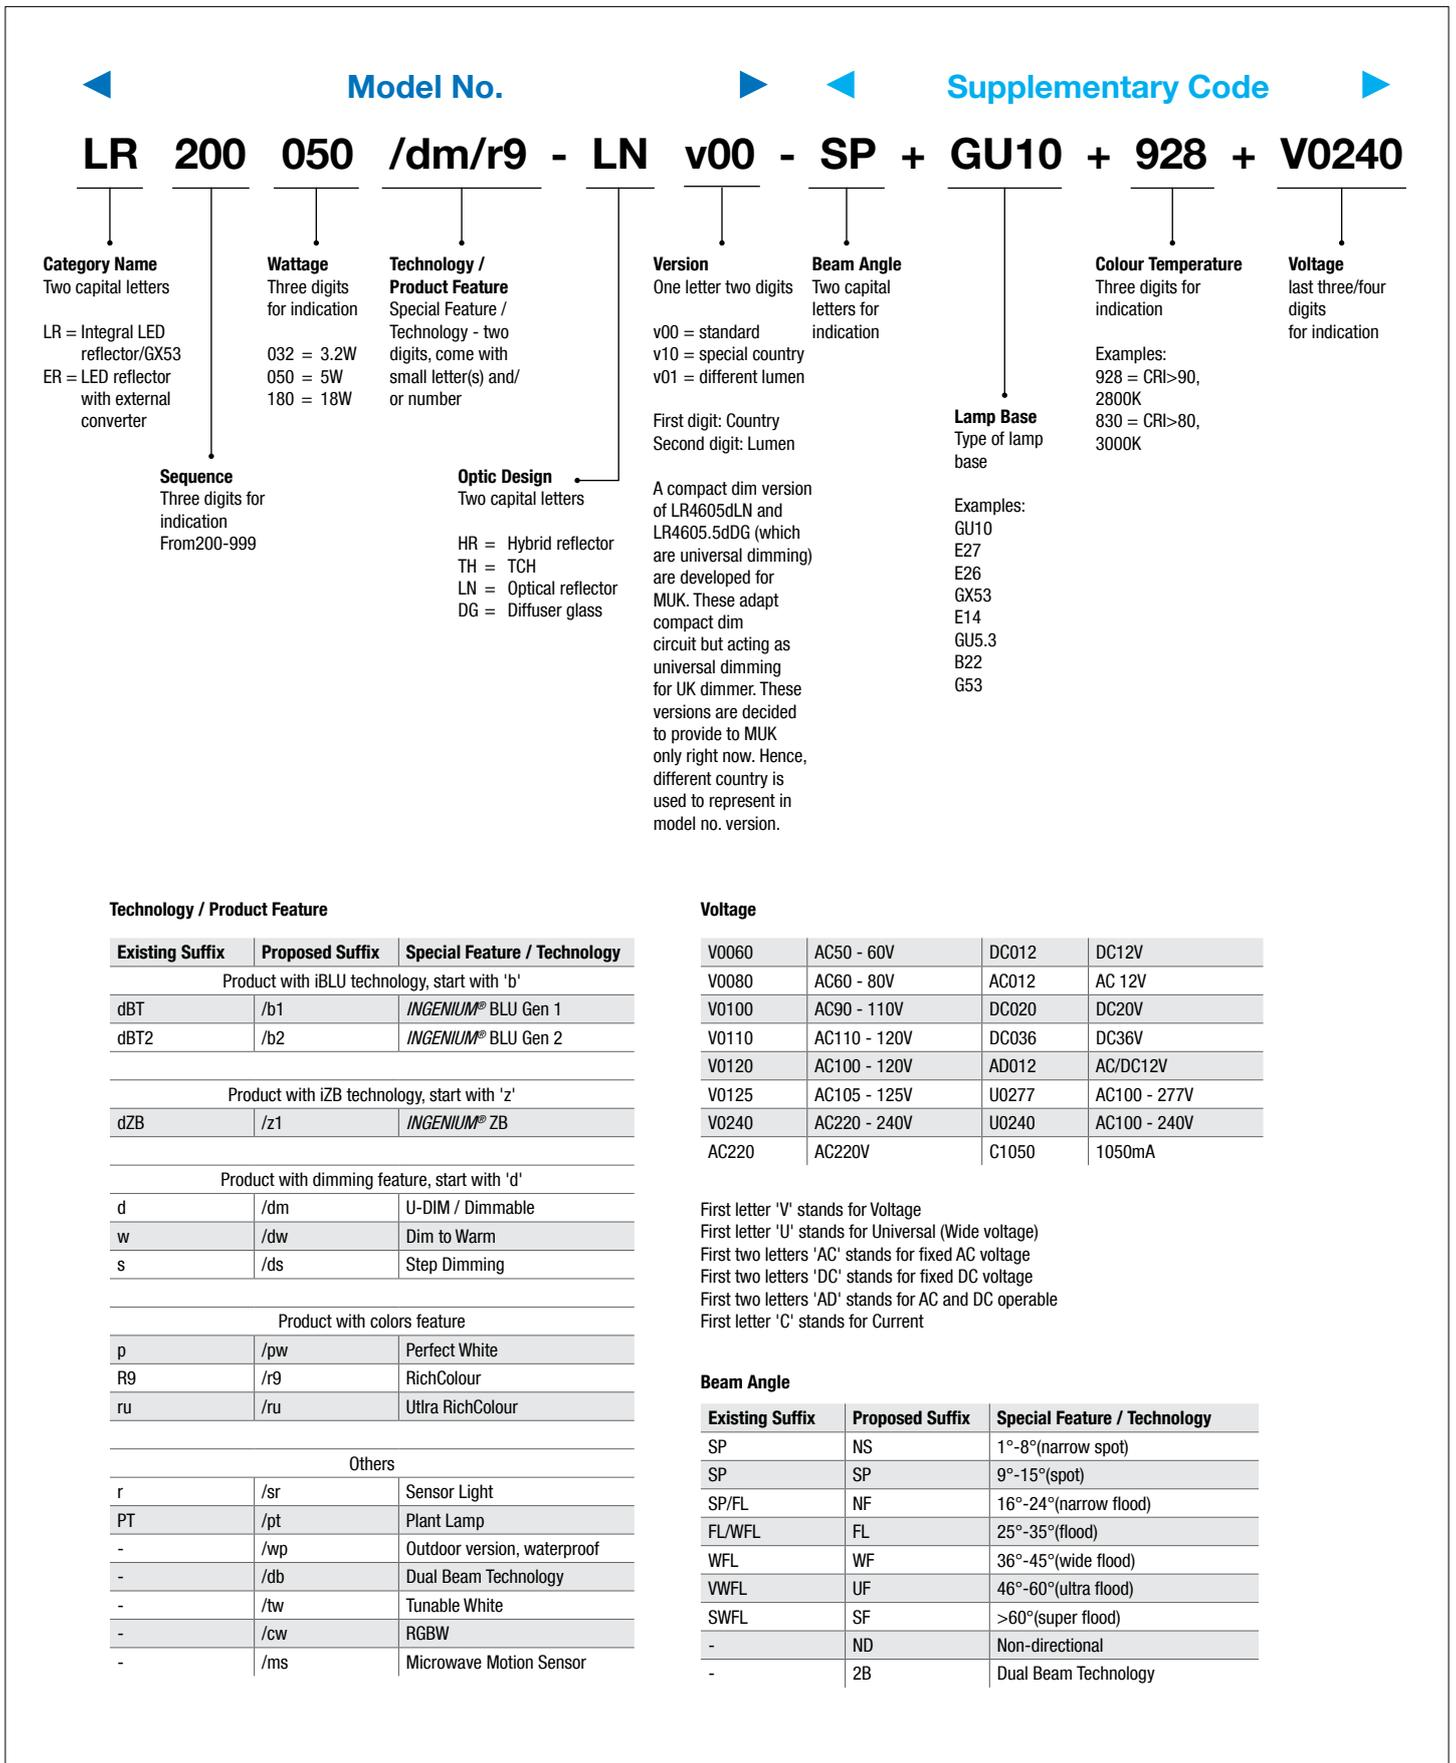 Model No. Supplementary Code
LR 200 050 /dm/r9 - LN v00 - SP + GU10 + 928 + V0240
Category Name
Two capital letters
LR = Integral LED
reflector/GX53
ER = LED reflector
with external
converter
Sequence
Three digits for
indication
From200-999
Wattage
Three digits
for indication
032 = 3.2W
050 = 5W
180 = 18W
Technology /
Product Feature
Special Feature /
Technology - two
digits, come with
small letter(s) and/
or number
Optic Design
Two capital letters
HR = Hybrid reflector
TH = TCH
LN = Optical reflector
DG = Diffuser glass
Version
One letter two digits
v00 = standard
v10 = special country
v01 = different lumen
First digit: Country
Second digit: Lumen
A compact dim version
of LR4605dLN and
LR4605.5dDG (which
are universal dimming)
are developed for
MUK. These adapt
compact dim
circuit but acting as
universal dimming
for UK dimmer. These
versions are decided
to provide to MUK
only right now. Hence,
different country is
used to represent in
model no. version.
Beam Angle
Two capital
letters for
indication
Lamp Base
Type of lamp
base
Examples:
GU10
E27
E26
GX53
E14
GU5.3
B22
G53
Colour Temperature
Three digits for
indication
Examples:
928 = CRI>90,
2800K
830 = CRI>80,
3000K
Voltage
last three/four
digits
for indication
Technology / Product Feature
Existing Suffix Proposed Suffix Special Feature / Technology
Product with iBLU technology, start with 'b'
dBT /b1 INGENIUM® BLU Gen 1
dBT2 /b2 INGENIUM® BLU Gen 2
Product with iZB technology, start with 'z'
dZB /z1 INGENIUM® ZB
Product with dimming feature, start with 'd'
d /dm U-DIM / Dimmable
w /dw Dim to Warm
s /ds Step Dimming
Product with colors feature
p /pw Perfect White
R9 /r9 RichColour
ru /ru Utlra RichColour
Others
r /sr Sensor Light
PT /pt Plant Lamp
- /wp Outdoor version, waterproof
- /db Dual Beam Technology
- /tw Tunable White
- /cw RGBW
- /ms Microwave Motion Sensor
Voltage
V0060 AC50 - 60V DC012 DC12V
V0080 AC60 - 80V AC012 AC 12V
V0100 AC90 - 110V DC020 DC20V
V0110 AC110 - 120V DC036 DC36V
V0120 AC100 - 120V AD012 AC/DC12V
V0125 AC105 - 125V U0277 AC100 - 277V
V0240 AC220 - 240V U0240 AC100 - 240V
AC220 AC220V C1050 1050mA
First letter 'V' stands for Voltage
First letter 'U' stands for Universal (Wide voltage)
First two letters 'AC' stands for fixed AC voltage
First two letters 'DC' stands for fixed DC voltage
First two letters 'AD' stands for AC and DC operable
First letter 'C' stands for Current
Beam Angle
Existing Suffix Proposed Suffix Special Feature / Technology
SP NS 1°-8°(narrow spot)
SP SP 9°-15°(spot)
SP/FL NF 16°-24°(narrow flood)
FL/WFL FL 25°-35°(flood)
WFL WF 36°-45°(wide flood)
VWFL UF 46°-60°(ultra flood)
SWFL SF >60°(super flood)
- ND Non-directional
- 2B Dual Beam Technology